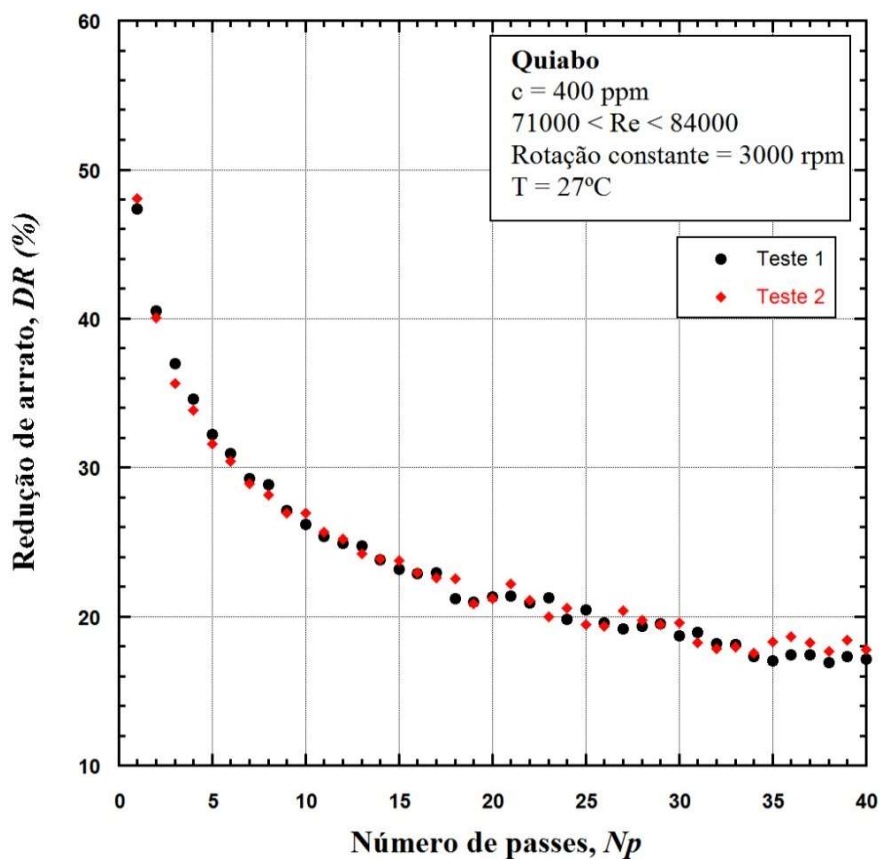 60
50
40
30
20
10
Redução de arrato, DR (%)
Quiabo
c = 400 ppm
71000 < Re < 84000
Rotação constante = 3000 rpm
T = 27ºC
Teste 1
Teste 2
0 5 10 15 20 25 30 35 40
Número de passes, Np